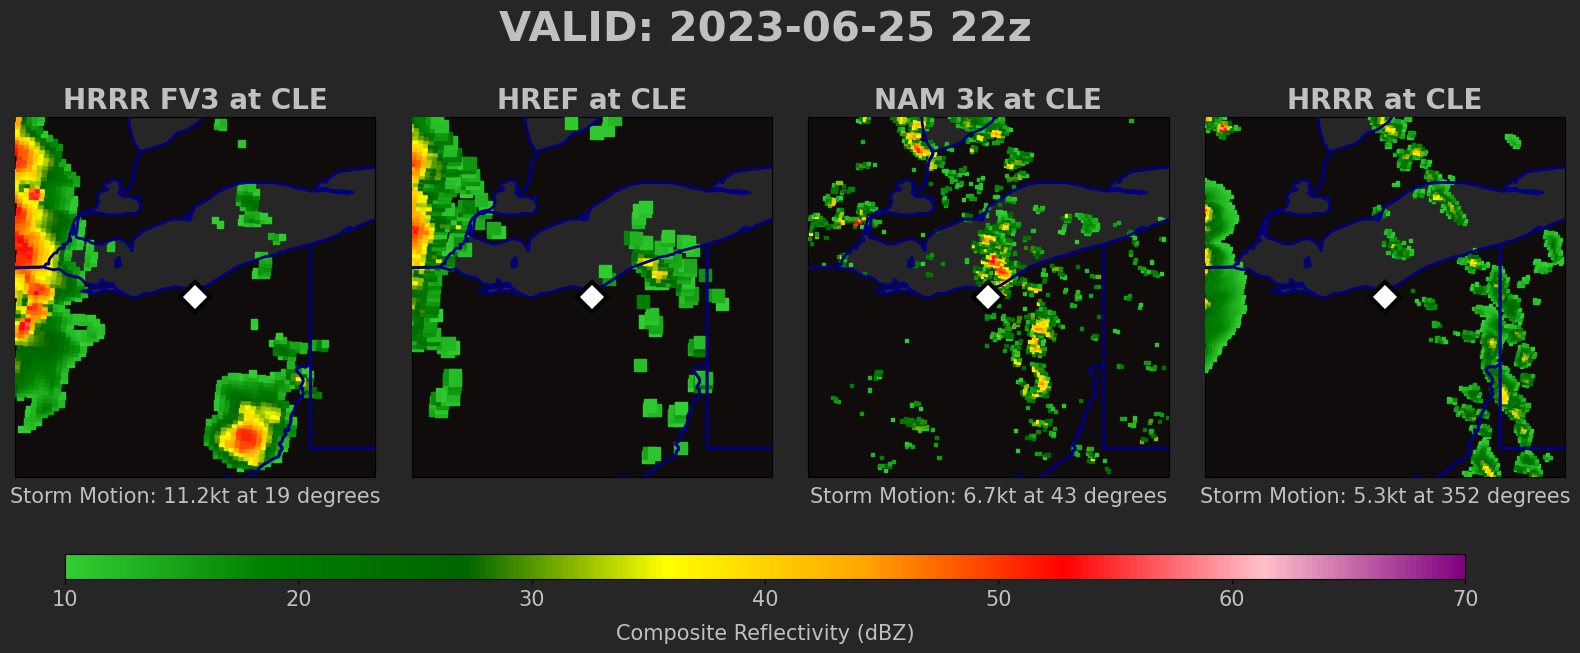 VALID: 2023-06-25 22z
HRRR FV3 at CLE
HREF at CLE
NAM 3k at CLE
HRRR at CLE
Storm Motion: 11.2kt at 19 degrees
Storm Motion: 6.7kt at 43 degrees
Storm Motion: 5.3kt at 352 degrees
10 20 30 40 50 60 70
Composite Reflectivity (dBZ)